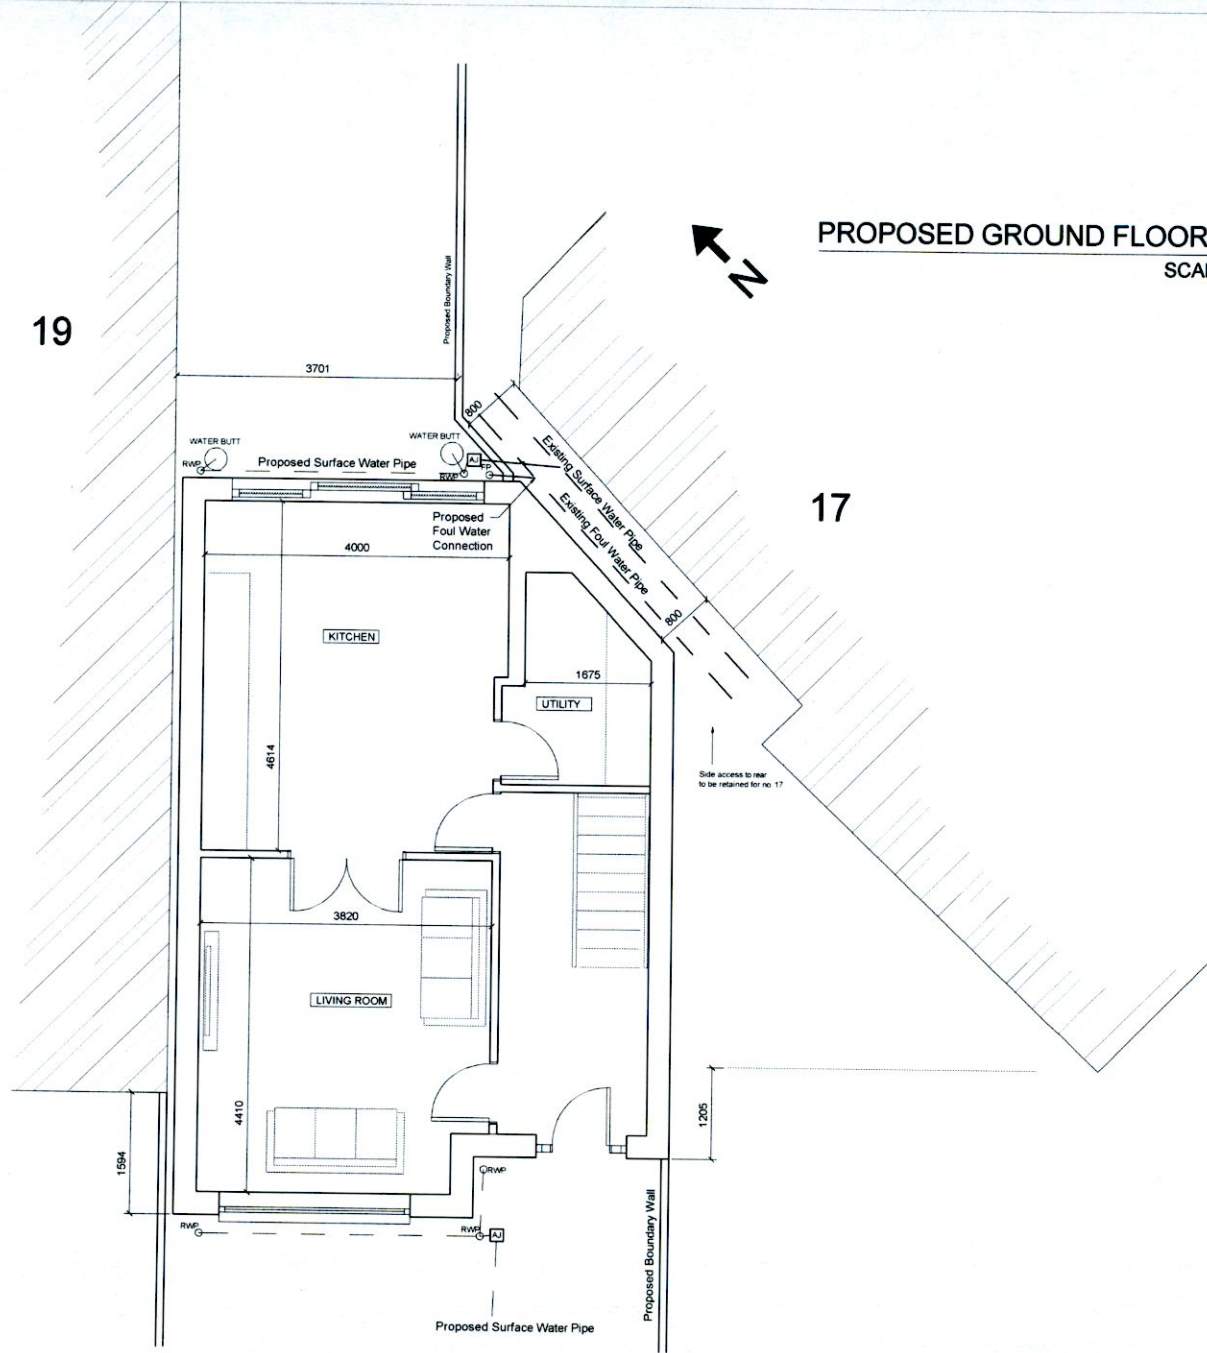 PROPOSED GROUND FLOOR
SCAL
N
19
17
Proposed Boundary Wall
3701
800
WATER BUTT
WATER BUTT
RWP
Proposed Surface Water Pipe
AJ
FP
RWP
Existing Surface Water Pipe
Existing Foul Water Pipe
Proposed
Foul Water
Connection
4000
800
KITCHEN
1675
UTILITY
4614
Side access to rear
to be retained for no 17
3820
LIVING ROOM
4410
1205
1594
RWP
RWP
RWP
AJ
Proposed Boundary Wall
Proposed Surface Water Pipe